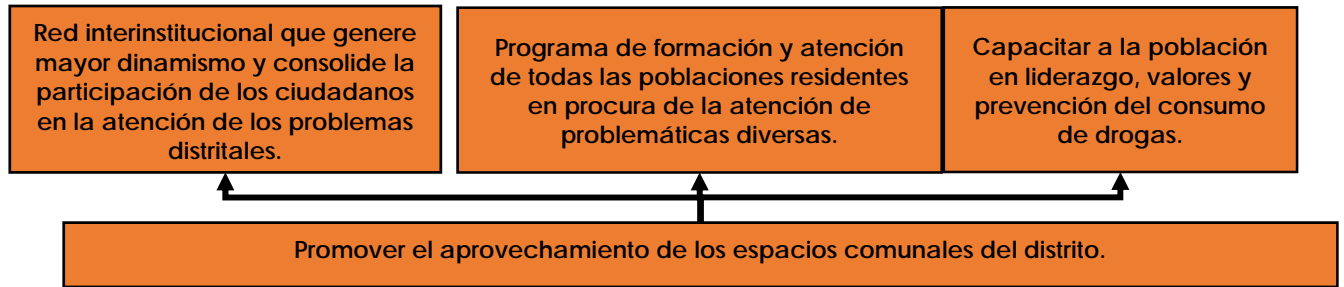 Red interinstitucional que genere
mayor dinamismo y consolide la
participación de los ciudadanos
en la atención de los problemas
distritales.
Programa de formación y atención
de todas las poblaciones residentes
en procura de la atención de
problemáticas diversas.
Capacitar a la población
en liderazgo, valores y
prevención del consumo
de drogas.
Promover el aprovechamiento de los espacios comunales del distrito.